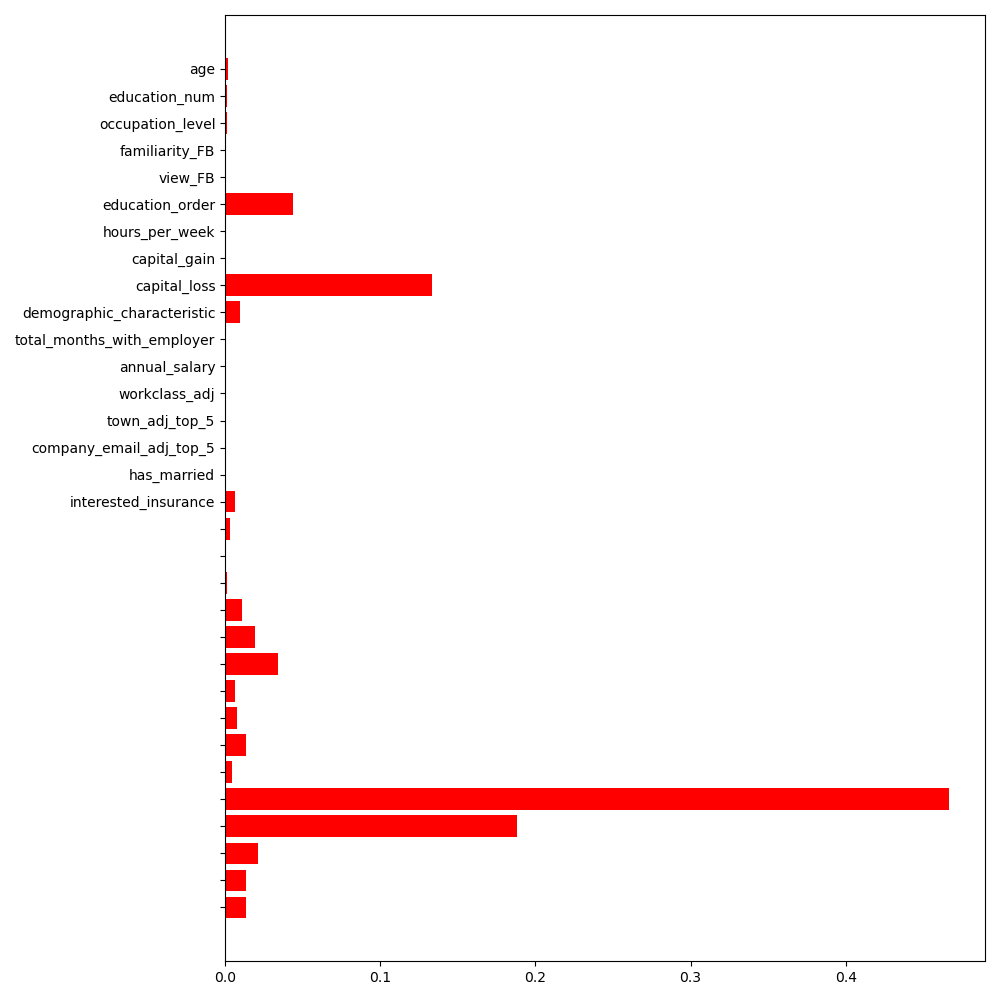 age
education_num
occupation_level
familiarity_FB
view_FB
education_order
hours_per_week
capital_gain
capital_loss
demographic_characteristic
total_months_with_employer
annual_salary
workclass_adj
town_adj_top_5
company_email_adj_top_5
has_married
interested_insurance
0.0 0.1 0.2 0.3 0.4